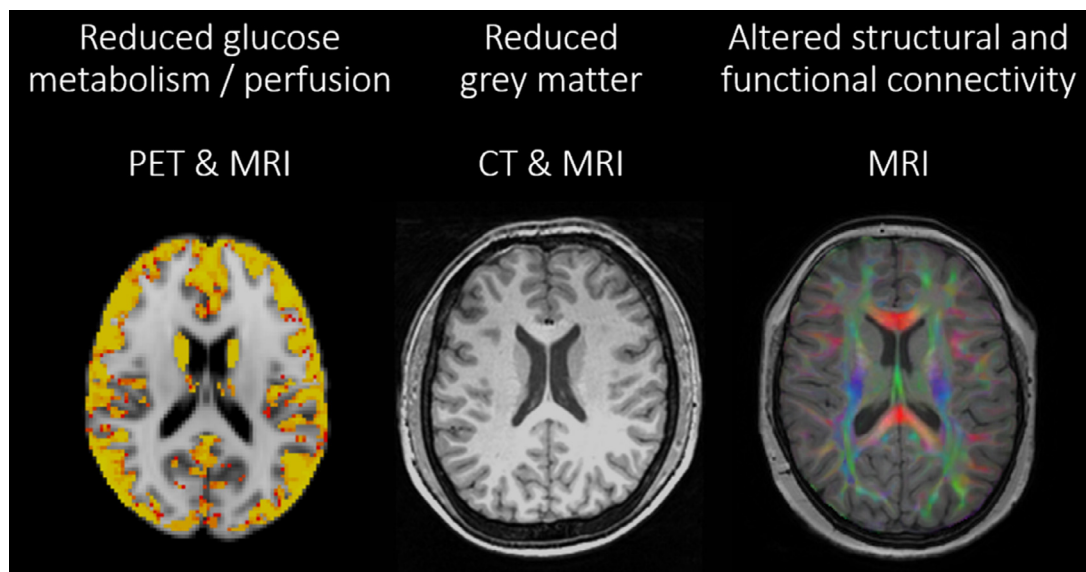 Reduced glucose
metabolism / perfusion
PET & MRI
Reduced
grey matter
CT & MRI
Altered structural and
functional connectivity
MRI